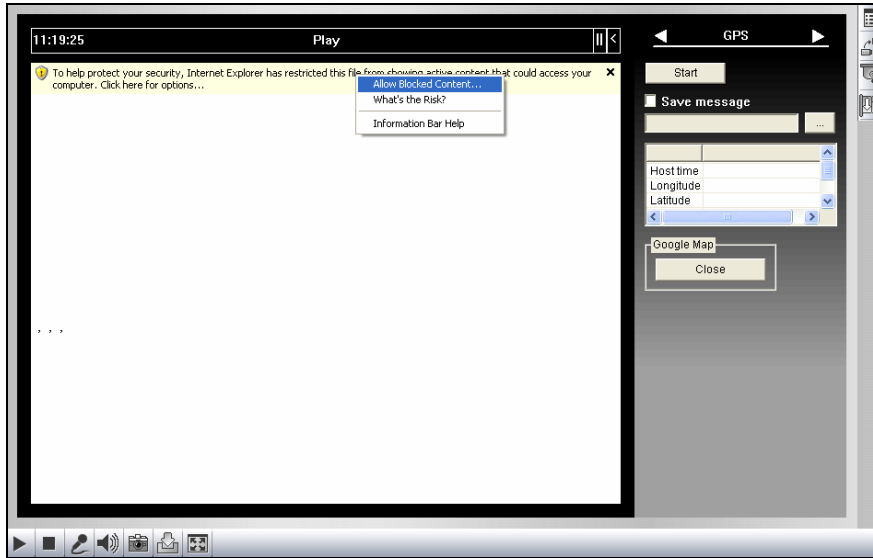 11:19:25 Play || <
GPS
To help protect your security, Internet Explorer has restricted this file from showing active content that could access your
computer. Click here for options...
Allow Blocked Content...
What's the Risk?
Information Bar Help
Start
Save message
...
Host time
Longitude
Latitude
Google Map
Close
, , ,